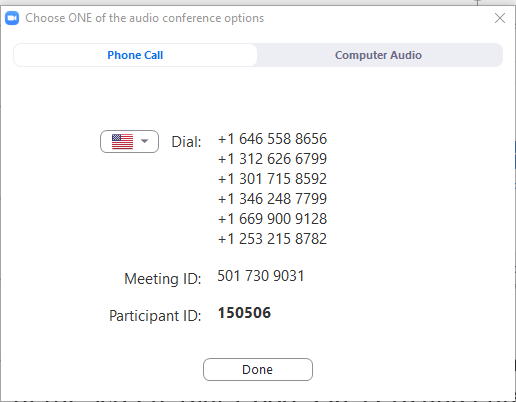 Choose ONE of the audio conference options
Phone Call Computer Audio
Dial: +1 646 558 8656
+1 312 626 6799
+1 301 715 8592
+1 346 248 7799
+1 669 900 9128
+1 253 215 8782
Meeting ID: 501 730 9031
Participant ID: 150506
Done